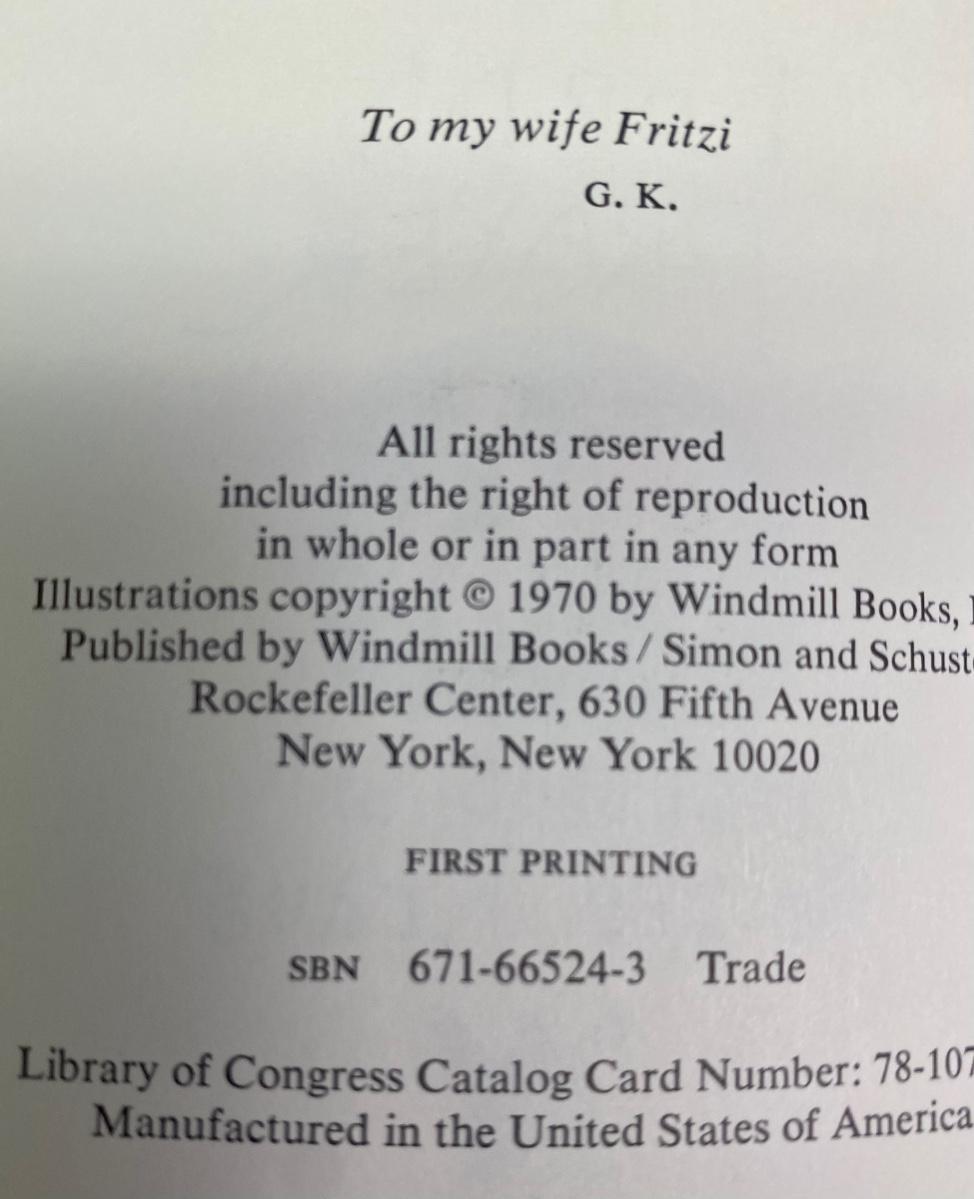 To my wife Fritzi
G. K.
All rights reserved
including the right of reproduction
in whole or in part in any form
Illustrations copyright © 1970 by Windmill Books,
Published by Windmill Books / Simon and Schust
Rockefeller Center, 630 Fifth Avenue
New York, New York 10020
FIRST PRINTING
SBN 671-66524-3 Trade
Library of Congress Catalog Card Number: 78-107
Manufactured in the United States of America